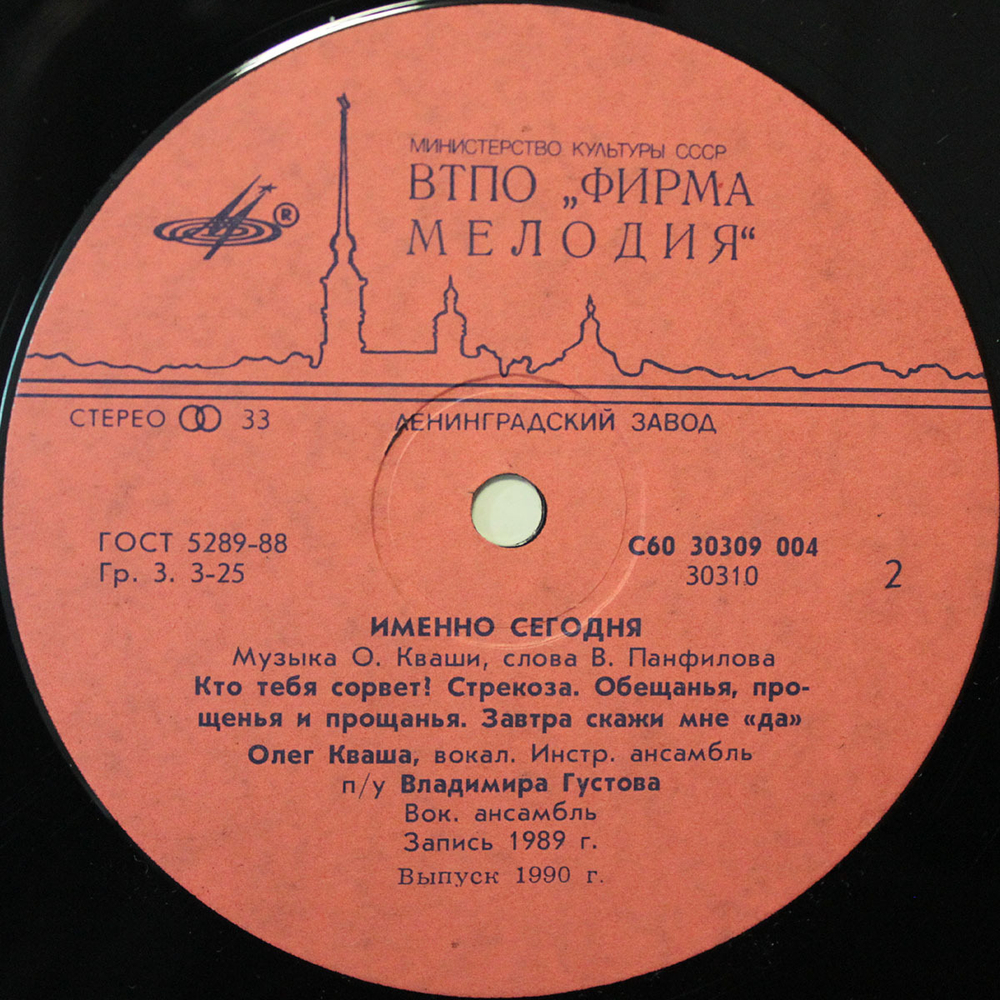 МИНИСТЕРСТВО КУЛЬТУРЫ СССР
ВТПО „ФИРМА
МЕЛОДИЯ“
®
СТЕРЕО 33
ЛЕНИНГРАДСКИЙ ЗАВОД
ГОСТ 5289-88
Гр. 3. 3-25
С60 30309 004
30310
2
ИМЕННО СЕГОДНЯ
Музыка О. Кваши, слова В. Панфилова
Кто тебя сорвет? Стрекоза. Обещанья, про-
щенья и прощанья. Завтра скажи мне «да»
Олег Кваша, вокал. Инстр. ансамбль
п/у Владимира Густова
Вок. ансамбль
Запись 1989 г.
Выпуск 1990 г.